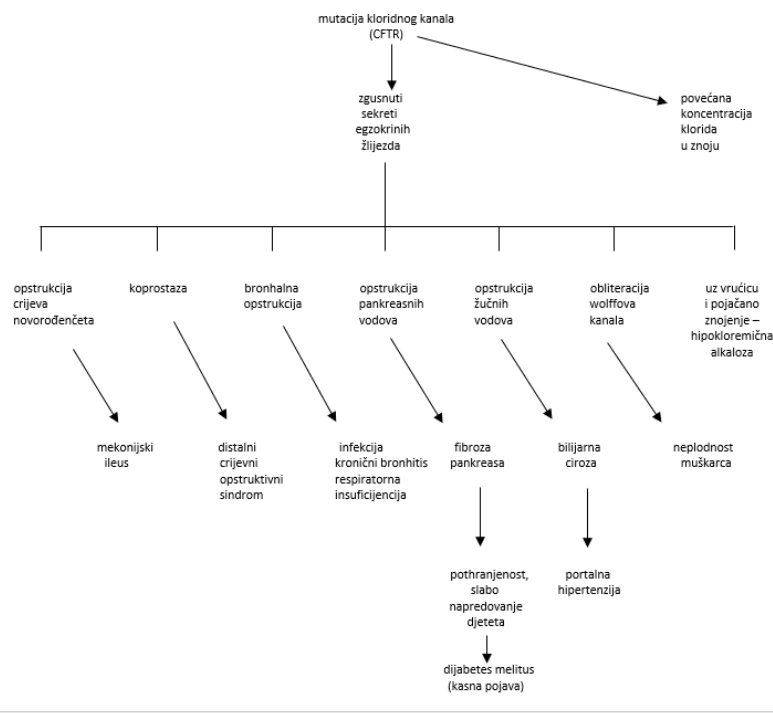 mutacija kloridnog kanala
(CFTR)
zgusnuti
sekreti
egzokrinih
žlijezda
povećana
koncentracija
klorida
u znoju
opstrukcija
crijeva
novorođenčeta
koprostaza
bronhalna
opstrukcija
opstrukcija
pankreasnih
vodova
opstrukcija
žučnih
vodova
obliteracija
wolffova
kanala
uz vrućicu
i pojačano
znojenje –
hipokloremična
alkaloza
mekonijski
ileus
distalni
crijevni
opstruktivni
sindrom
infekcija
kronični bronhitis
respiratorna
insuficijencija
fibroza
pankreasa
bilijarna
ciroza
neplodnost
muškarca
pothranjenost,
slabo
napredovanje
djeteta
portalna
hipertenzija
dijabetes melitus
(kasna pojava)